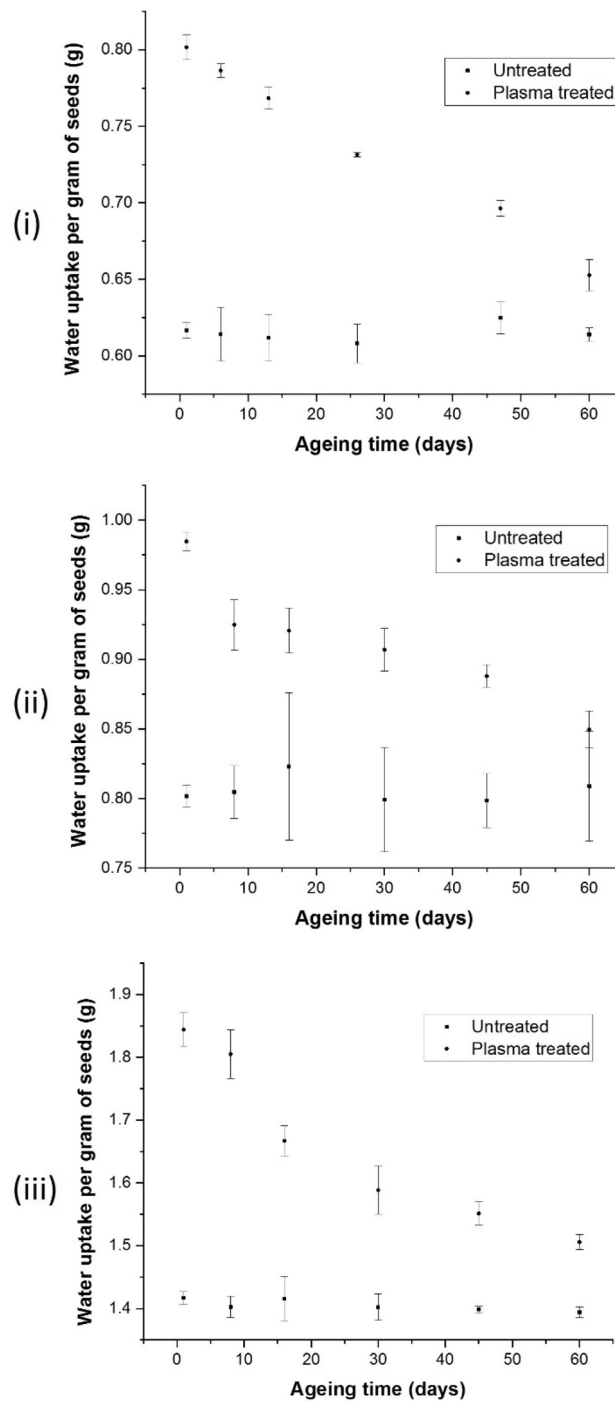 (i)
Water uptake per gram of seeds (g)
0.80
0.75
0.70
0.65
0.60
Untreated
Plasma treated
0 10 20 30 40 50 60
Ageing time (days)
(ii)
Water uptake per gram of seeds (g)
1.00
0.95
0.90
0.85
0.80
0.75
Untreated
Plasma treated
0 10 20 30 40 50 60
Ageing time (days)
(iii)
Water uptake per gram of seeds (g)
1.9
1.8
1.7
1.6
1.5
1.4
Untreated
Plasma treated
0 10 20 30 40 50 60
Ageing time (days)